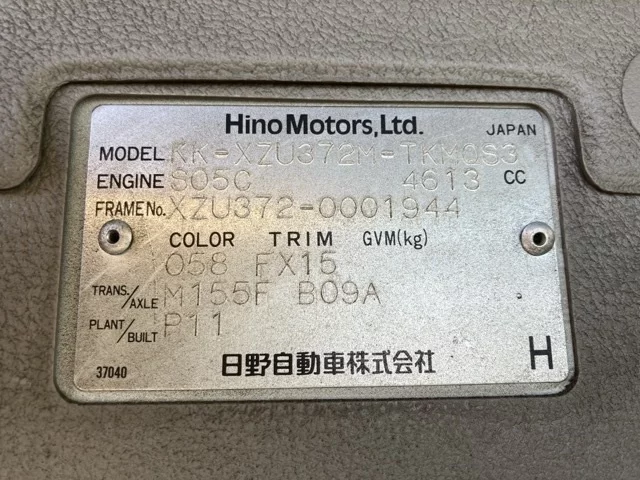 Hino Motors, Ltd. JAPAN
MODEL KK-XZU372M-TKMQS3
ENGINE S05C 4613 CC
FRAME No. XZU372-0001944
COLOR TRIM GVM(kg)
058 FX15
TRANS./AXLE M155F B09A
PLANT/BUILT P11
37040 日野自動車株式会社 H